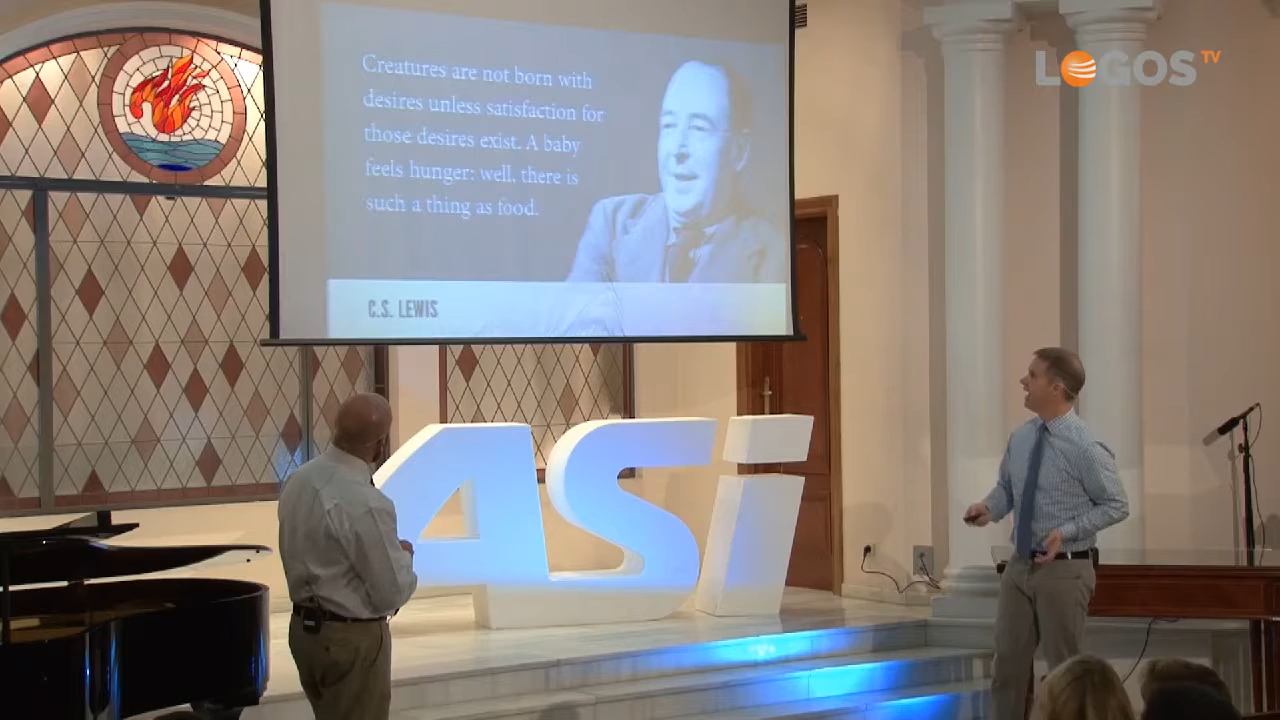 Creatures are not born with
desires unless satisfaction for
those desires exist. A baby
feels hunger: well, there is
such a thing as food.
C.S. LEWIS
LOGOS TV
ASi